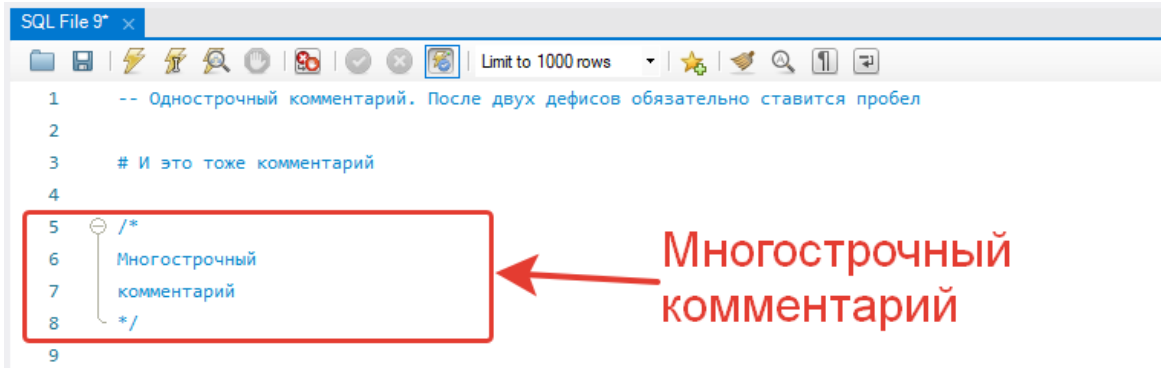 SQL File 9*
Limit to 1000 rows
1 -- Однострочный комментарий. После двух дефисов обязательно ставится пробел
2
3 # И это тоже комментарий
4
5 /*
6 Многострочный
7 комментарий
8 */
9
Многострочный
комментарий